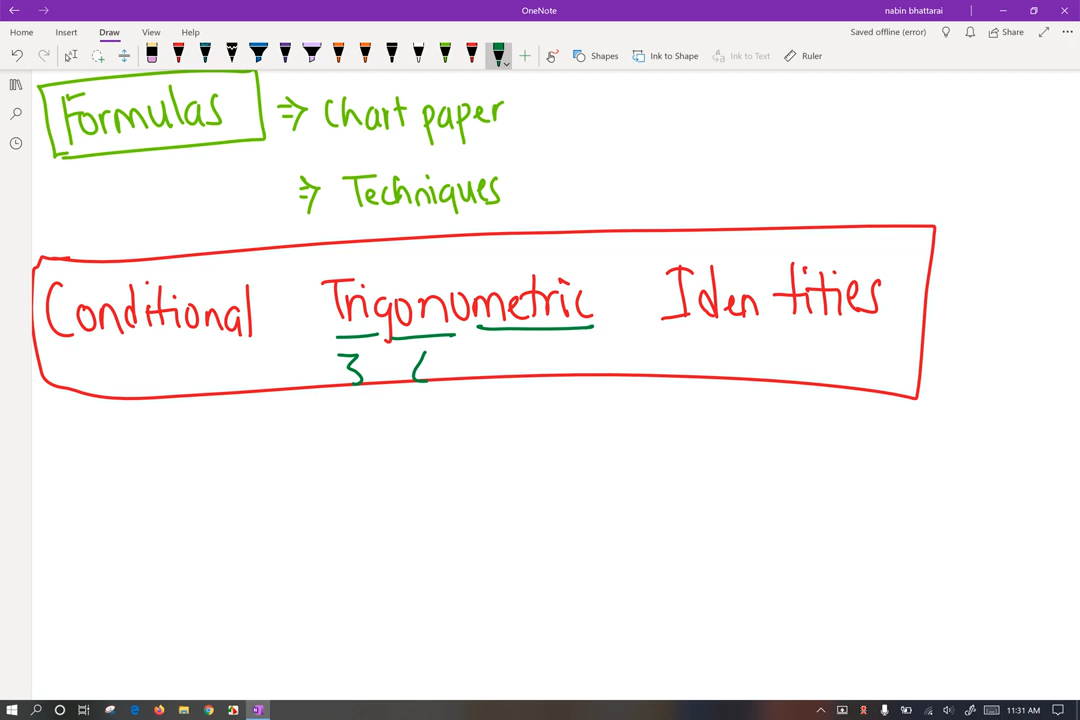 OneNote
nabin bhattarai
Home Insert Draw View Help
Saved offline (error) Share
Shapes Ink to Shape Ink to Text Ruler
Formulas ⇒ Chart paper
⇒ Techniques
Conditional Trigonometric Identities
3
11:31 AM